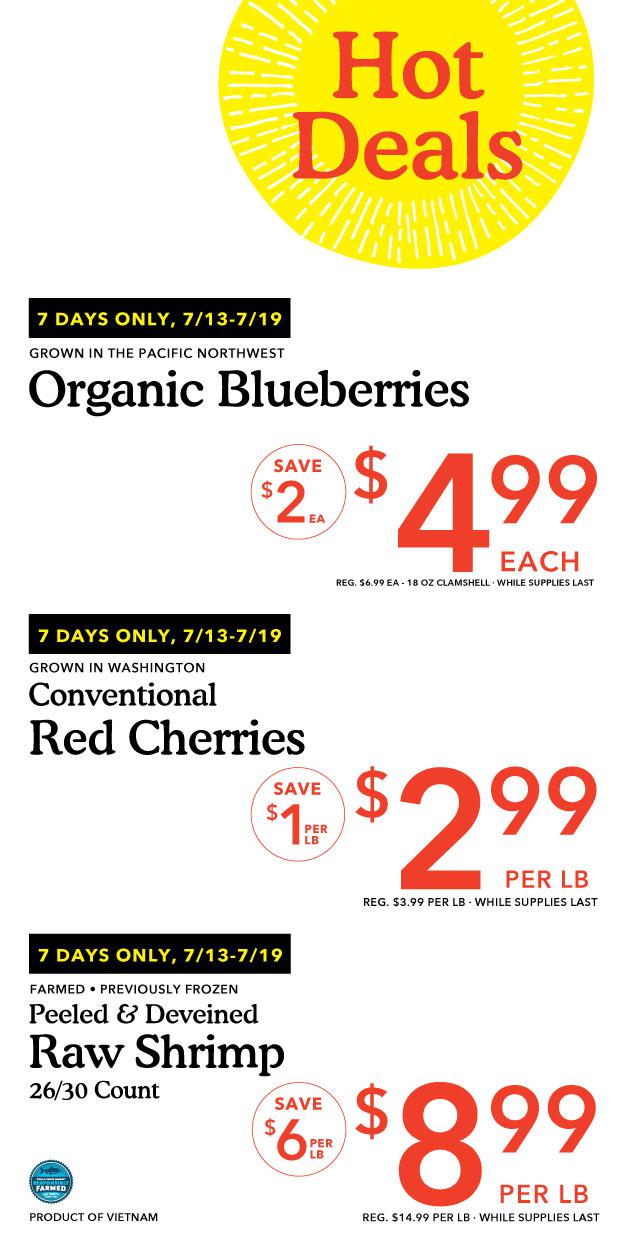 Hot
Deals
7 DAYS ONLY, 7/13-7/19
GROWN IN THE PACIFIC NORTHWEST
Organic Blueberries
SAVE
$2 EA
$4.99
EACH
REG. $6.99 EA - 18 OZ CLAMSHELL · WHILE SUPPLIES LAST
7 DAYS ONLY, 7/13-7/19
GROWN IN WASHINGTON
Conventional
Red Cherries
SAVE
$1 PER LB
$2.99
PER LB
REG. $3.99 PER LB · WHILE SUPPLIES LAST
7 DAYS ONLY, 7/13-7/19
FARMED • PREVIOUSLY FROZEN
Peeled & Deveined
Raw Shrimp
26/30 Count
SAVE
$6 PER LB
$8.99
PER LB
RESPONSIBLY
FARMED
PRODUCT OF VIETNAM
REG. $14.99 PER LB · WHILE SUPPLIES LAST